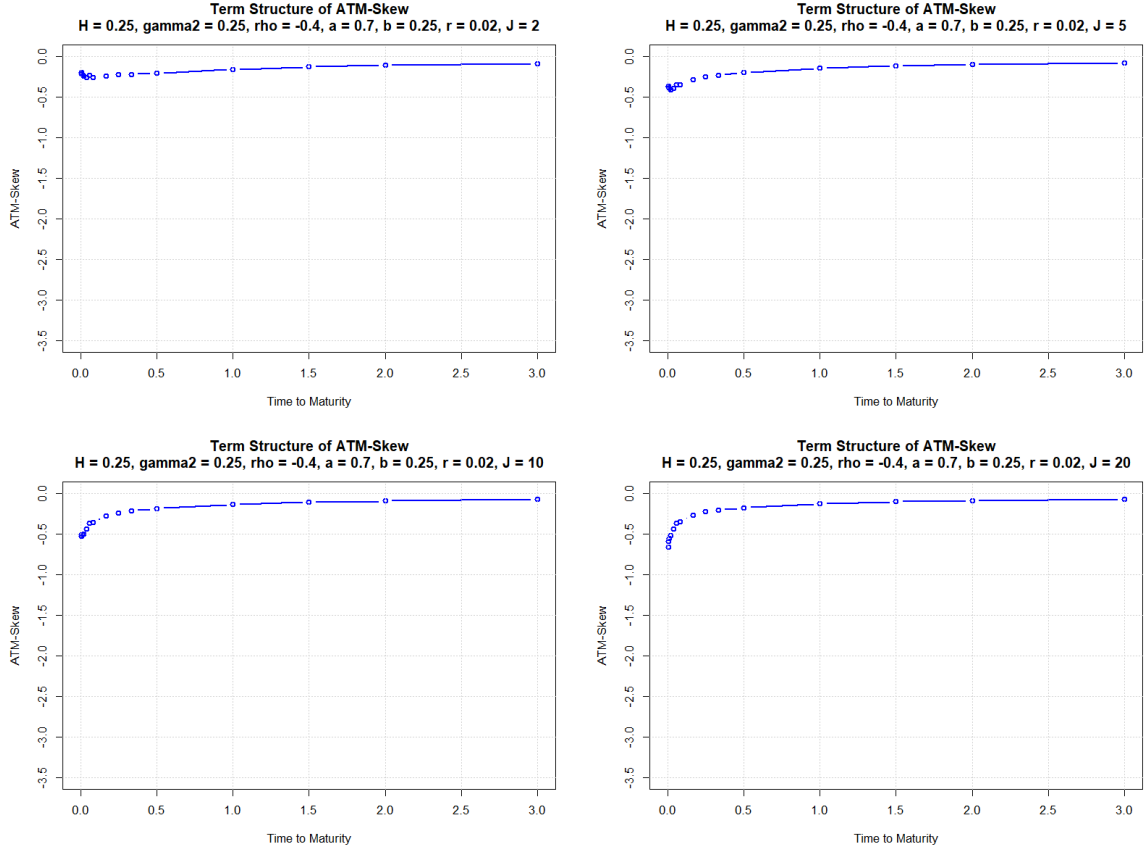 Term Structure of ATM-Skew
H = 0.25, gamma2 = 0.25, rho = -0.4, a = 0.7, b = 0.25, r = 0.02, J = 2
ATM-Skew
0.0
-0.5
-1.0
-1.5
-2.0
-2.5
-3.0
-3.5
0.0 0.5 1.0 1.5 2.0 2.5 3.0
Time to Maturity
Term Structure of ATM-Skew
H = 0.25, gamma2 = 0.25, rho = -0.4, a = 0.7, b = 0.25, r = 0.02, J = 5
ATM-Skew
0.0
-0.5
-1.0
-1.5
-2.0
-2.5
-3.0
-3.5
0.0 0.5 1.0 1.5 2.0 2.5 3.0
Time to Maturity
Term Structure of ATM-Skew
H = 0.25, gamma2 = 0.25, rho = -0.4, a = 0.7, b = 0.25, r = 0.02, J = 10
ATM-Skew
0.0
-0.5
-1.0
-1.5
-2.0
-2.5
-3.0
-3.5
0.0 0.5 1.0 1.5 2.0 2.5 3.0
Time to Maturity
Term Structure of ATM-Skew
H = 0.25, gamma2 = 0.25, rho = -0.4, a = 0.7, b = 0.25, r = 0.02, J = 20
ATM-Skew
0.0
-0.5
-1.0
-1.5
-2.0
-2.5
-3.0
-3.5
0.0 0.5 1.0 1.5 2.0 2.5 3.0
Time to Maturity